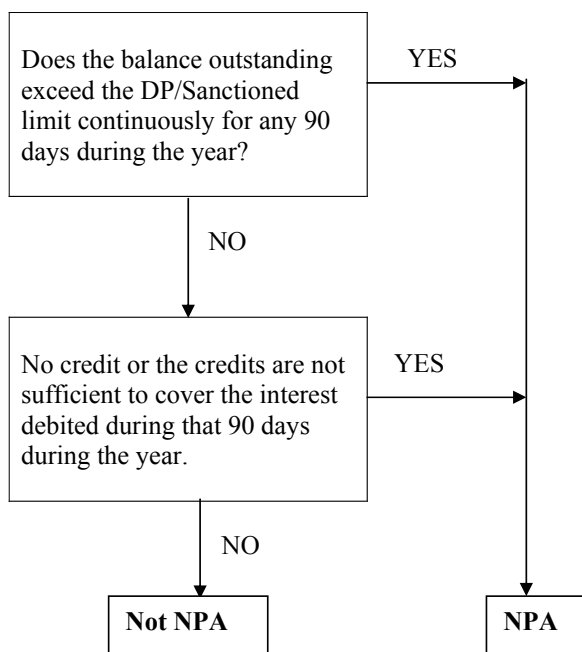 Does the balance outstanding
exceed the DP/Sanctioned
limit continuously for any 90
days during the year?
YES
NO
No credit or the credits are not
sufficient to cover the interest
debited during that 90 days
during the year.
YES
NO
Not NPA
NPA